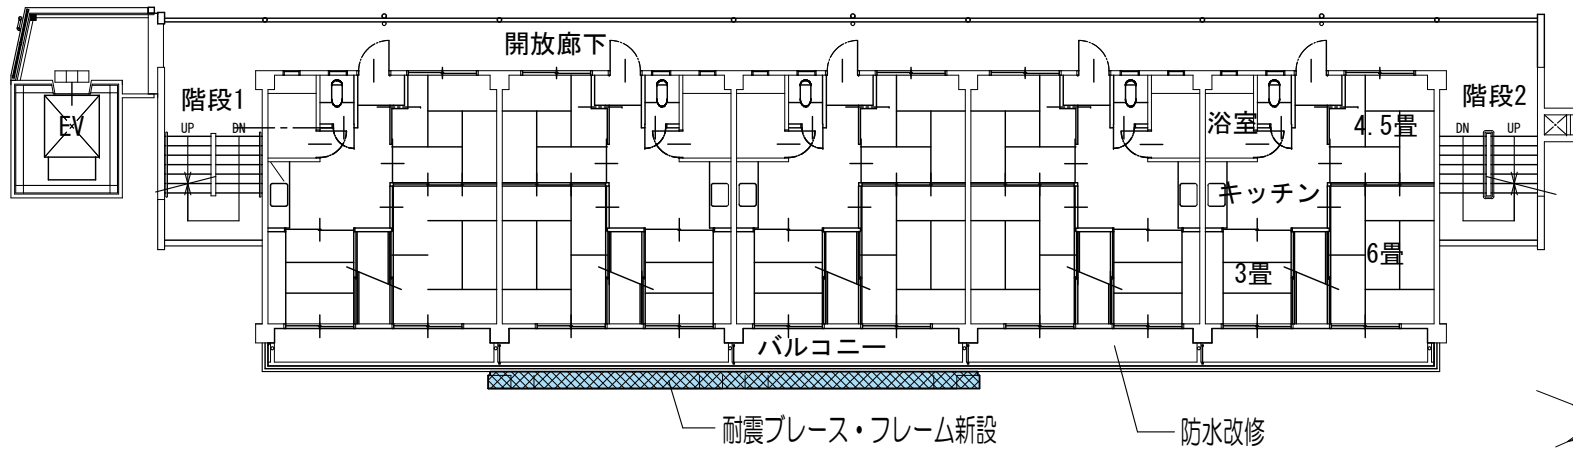 開放廊下
階段1
階段2
EV
UP
DN
浴室
4.5畳
DN
UP
キッチン
3畳
6畳
バルコニー
耐震ブレース・フレーム新設
防水改修